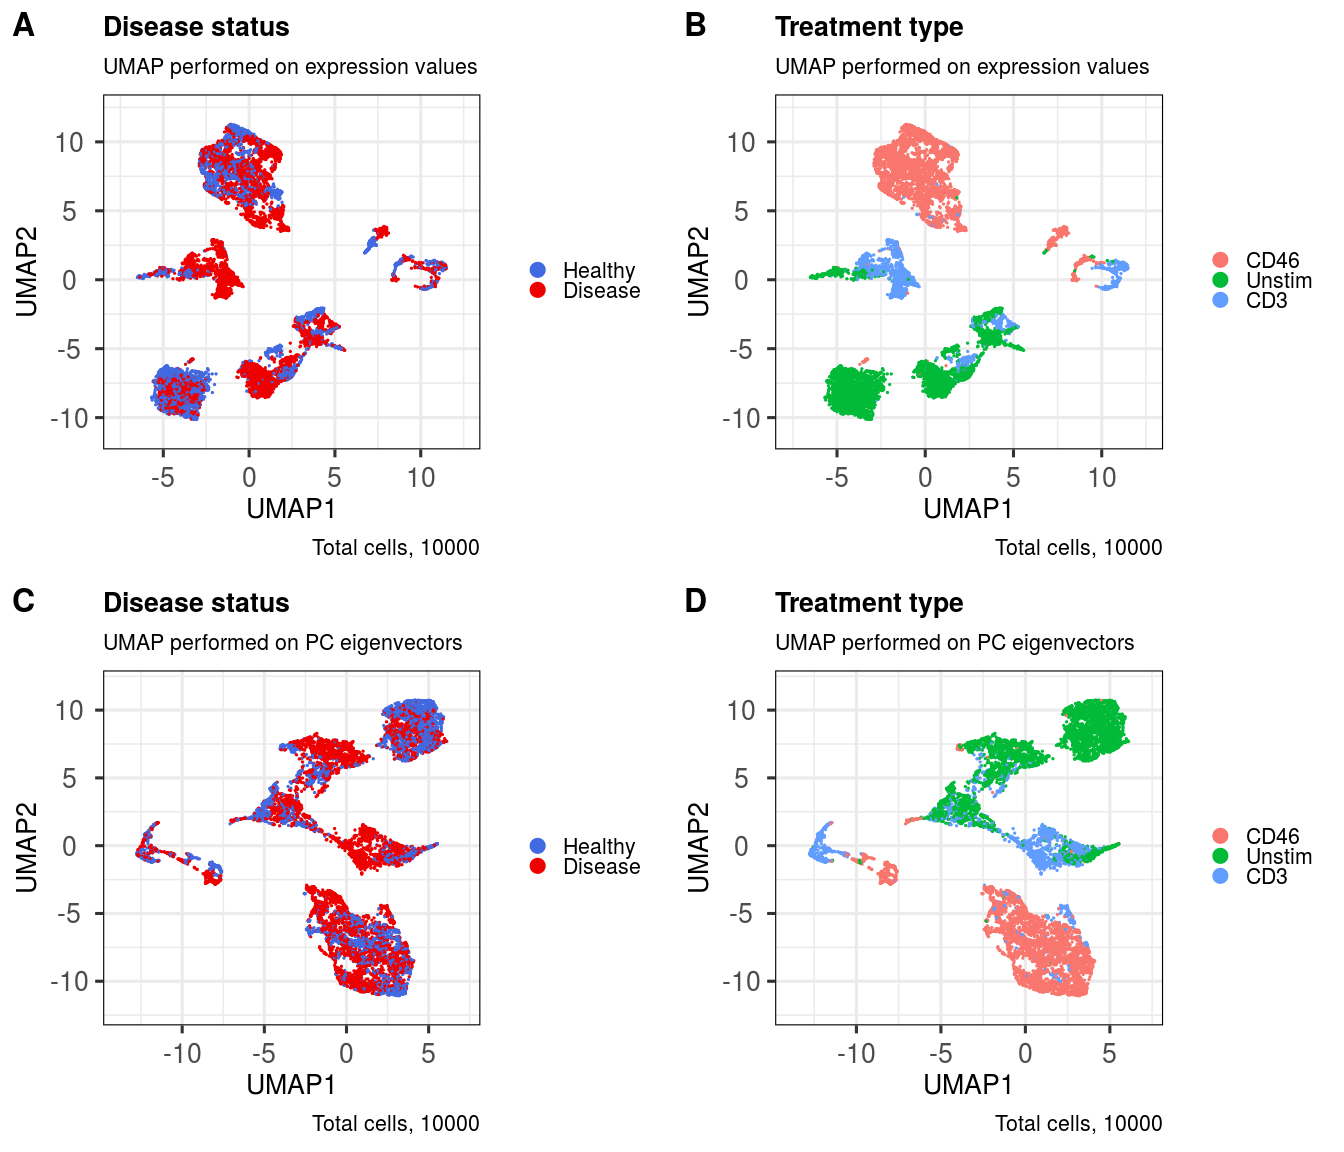 A
Disease status
UMAP performed on expression values
10
5
0
-5
-10
UMAP2
-5
0
5
10
UMAP1
Total cells, 10000
Healthy
Disease
B
Treatment type
UMAP performed on expression values
10
5
0
-5
-10
UMAP2
-5
0
5
10
UMAP1
Total cells, 10000
CD46
Unstim
CD3
C
Disease status
UMAP performed on PC eigenvectors
10
5
0
-5
-10
UMAP2
-10
-5
0
5
UMAP1
Total cells, 10000
Healthy
Disease
D
Treatment type
UMAP performed on PC eigenvectors
10
5
0
-5
-10
UMAP2
-10
-5
0
5
UMAP1
Total cells, 10000
CD46
Unstim
CD3